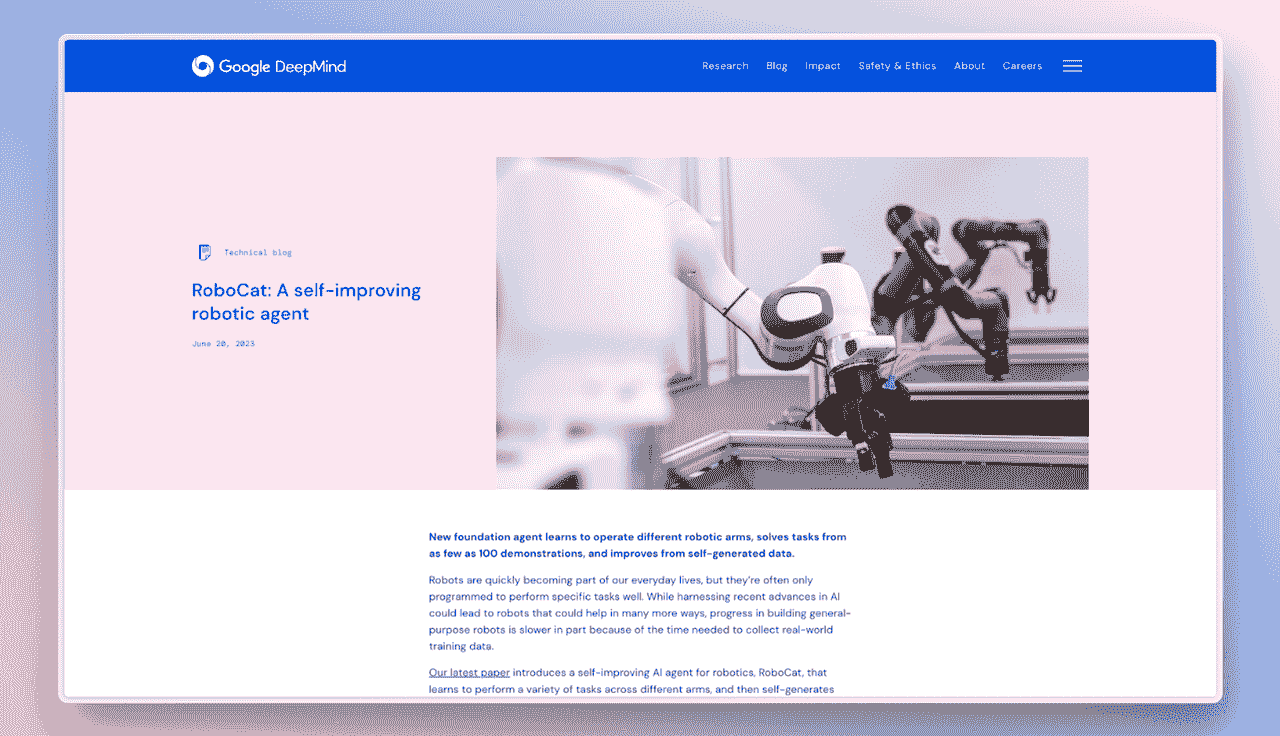 Google DeepMind
Research Blog Impact Safety & Ethics About Careers
Technical blog
RoboCat: A self-improving
robotic agent
June 20, 2023
New foundation agent learns to operate different robotic arms, solves tasks from
as few as 100 demonstrations, and improves from self-generated data.
Robots are quickly becoming part of our everyday lives, but they’re often only
programmed to perform specific tasks well. While harnessing recent advances in AI
could lead to robots that could help in many more ways, progress in building general-
purpose robots is slower in part because of the time needed to collect real-world
training data.
Our latest paper introduces a self-improving AI agent for robotics, RoboCat, that
learns to perform a variety of tasks across different arms, and then self-generates